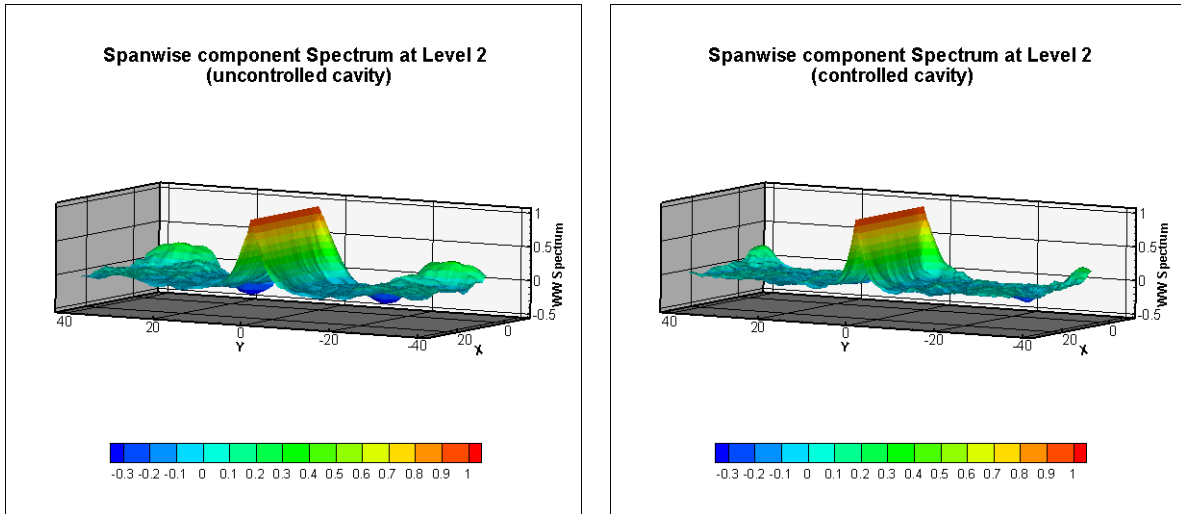 Spanwise component Spectrum at Level 2
(uncontrolled cavity)
1
0.5
0
-0.5
WW Spectrum
40
20
0
-20
-40
Y
20
0
X
-0.3 -0.2 -0.1 0 0.1 0.2 0.3 0.4 0.5 0.6 0.7 0.8 0.9 1
Spanwise component Spectrum at Level 2
(controlled cavity)
1
0.5
0
-0.5
WW Spectrum
40
20
0
-20
-40
Y
20
0
X
-0.3 -0.2 -0.1 0 0.1 0.2 0.3 0.4 0.5 0.6 0.7 0.8 0.9 1